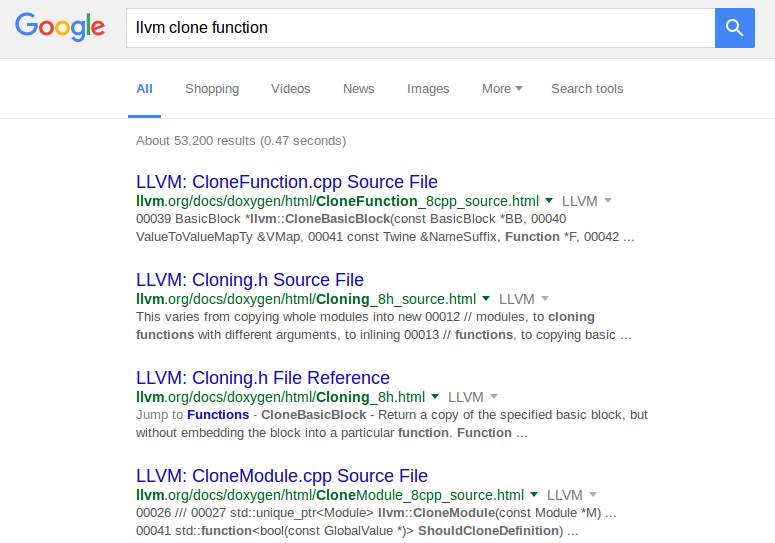 Google llvm clone function
All Shopping Videos News Images More Search tools
About 53,200 results (0.47 seconds)
LLVM: CloneFunction.cpp Source File
llvm.org/docs/doxygen/html/CloneFunction_8cpp_source.html LLVM
00039 BasicBlock *llvm::CloneBasicBlock(const BasicBlock *BB, 00040
ValueToValueMapTy &VMap, 00041 const Twine &NameSuffix, Function *F, 00042 ...
LLVM: Cloning.h Source File
llvm.org/docs/doxygen/html/Cloning_8h_source.html LLVM
This varies from copying whole modules into new 00012 // modules, to cloning
functions with different arguments, to inlining 00013 // functions, to copying basic ...
LLVM: Cloning.h File Reference
llvm.org/docs/doxygen/html/Cloning_8h.html LLVM
Jump to Functions - CloneBasicBlock - Return a copy of the specified basic block, but
without embedding the block into a particular function. Function ...
LLVM: CloneModule.cpp Source File
llvm.org/docs/doxygen/html/CloneModule_8cpp_source.html LLVM
00026 /// 00027 std::unique_ptr<Module> llvm::CloneModule(const Module *M) ...
00041 std::function<bool(const GlobalValue *)> ShouldCloneDefinition) ...